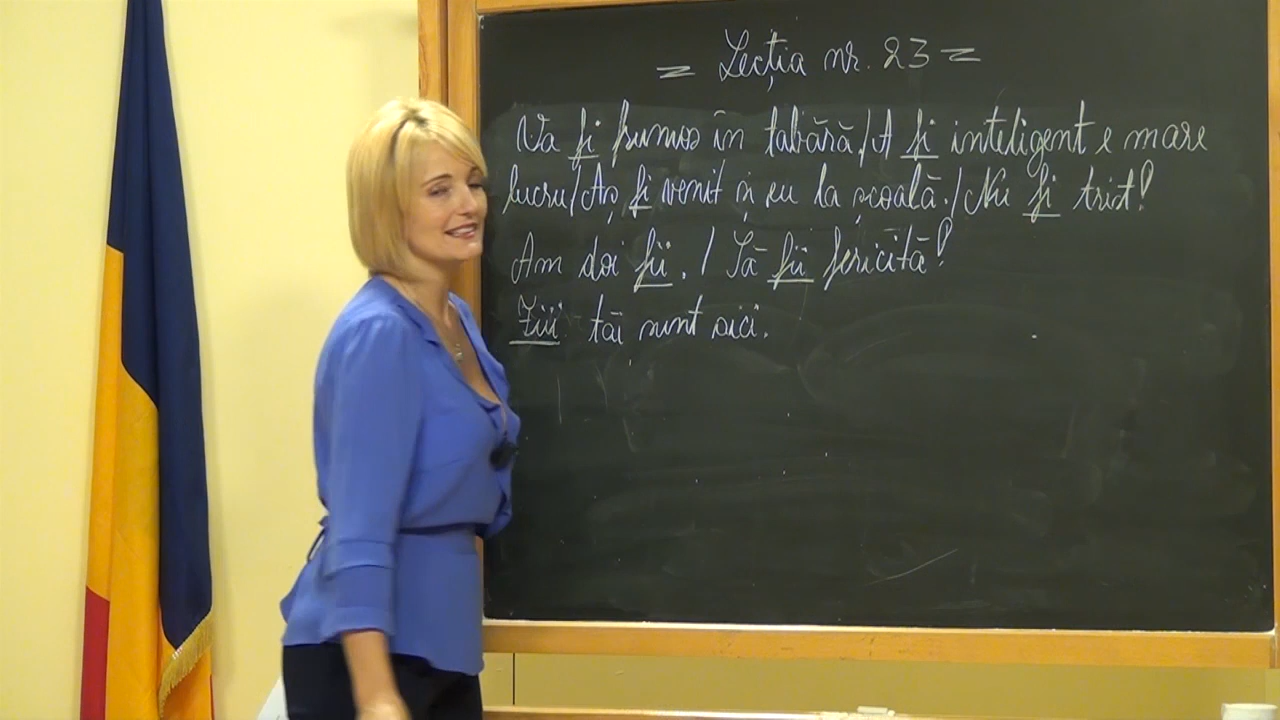 = Lecția nr. 23 =
Va fi frumos în tabără./A fi inteligent e mare
lucru/Aș fi venit și eu la școală./Nu fi trist!
Am doi fii. / Să fii fericită!
Fiii tăi sunt aici.